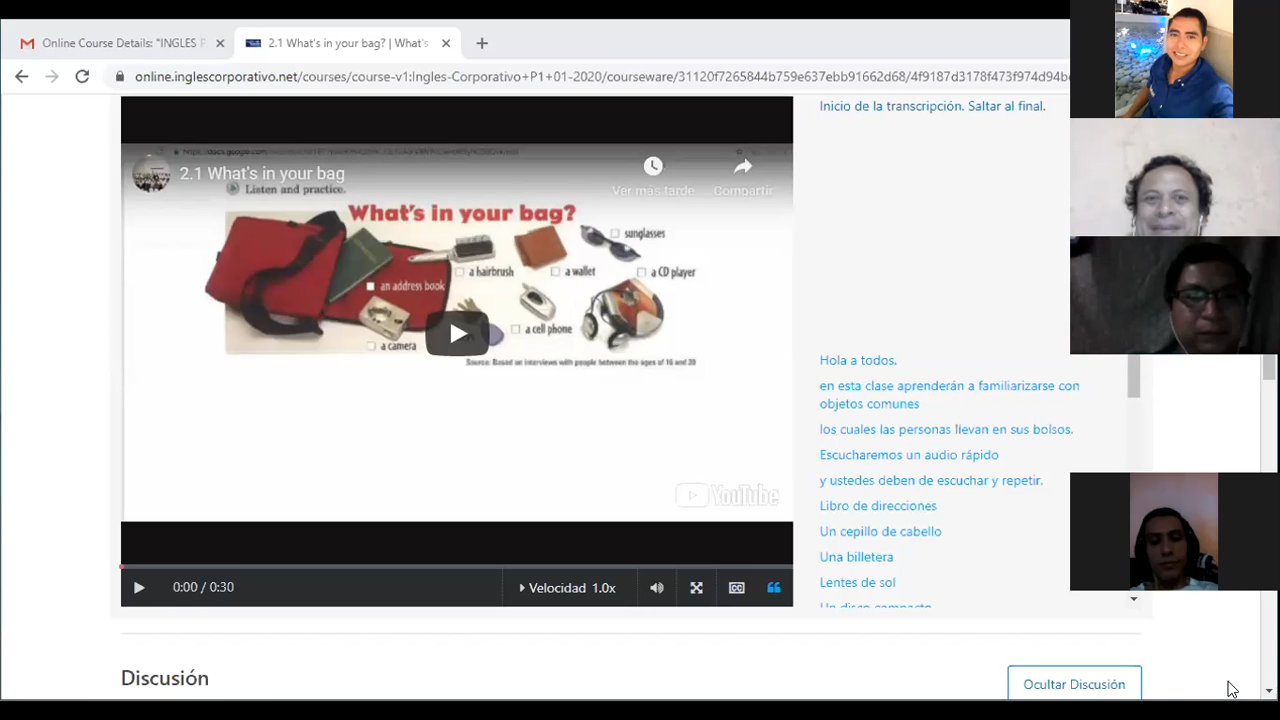 Online Course Details: "INGLES P
2.1 What's in your bag? | What's
online.inglescorporativo.net/courses/course-v1:Ingles-Corporativo+P1+01-2020/courseware/31120f7265844b759e637ebb91662d68/4f9187d3178f473f974d94b
Inicio de la transcripción. Saltar al final.
2.1 What's in your bag
Ver más tarde
Compartir
Listen and practice.
What's in your bag?
sunglasses
a hairbrush
a wallet
a CD player
an address book
a cell phone
a camera
Source: Based on interviews with people between the ages of 16 and 30
YouTube
Hola a todos,
en esta clase aprenderán a familiarizarse con
objetos comunes
los cuales las personas llevan en sus bolsos.
Escucharemos un audio rápido
y ustedes deben de escuchar y repetir.
Libro de direcciones
Un cepillo de cabello
Una billetera
Lentes de sol
Un disco compacto
0:00 / 0:30
Velocidad 1.0x
CC
Discusión
Ocultar Discusión